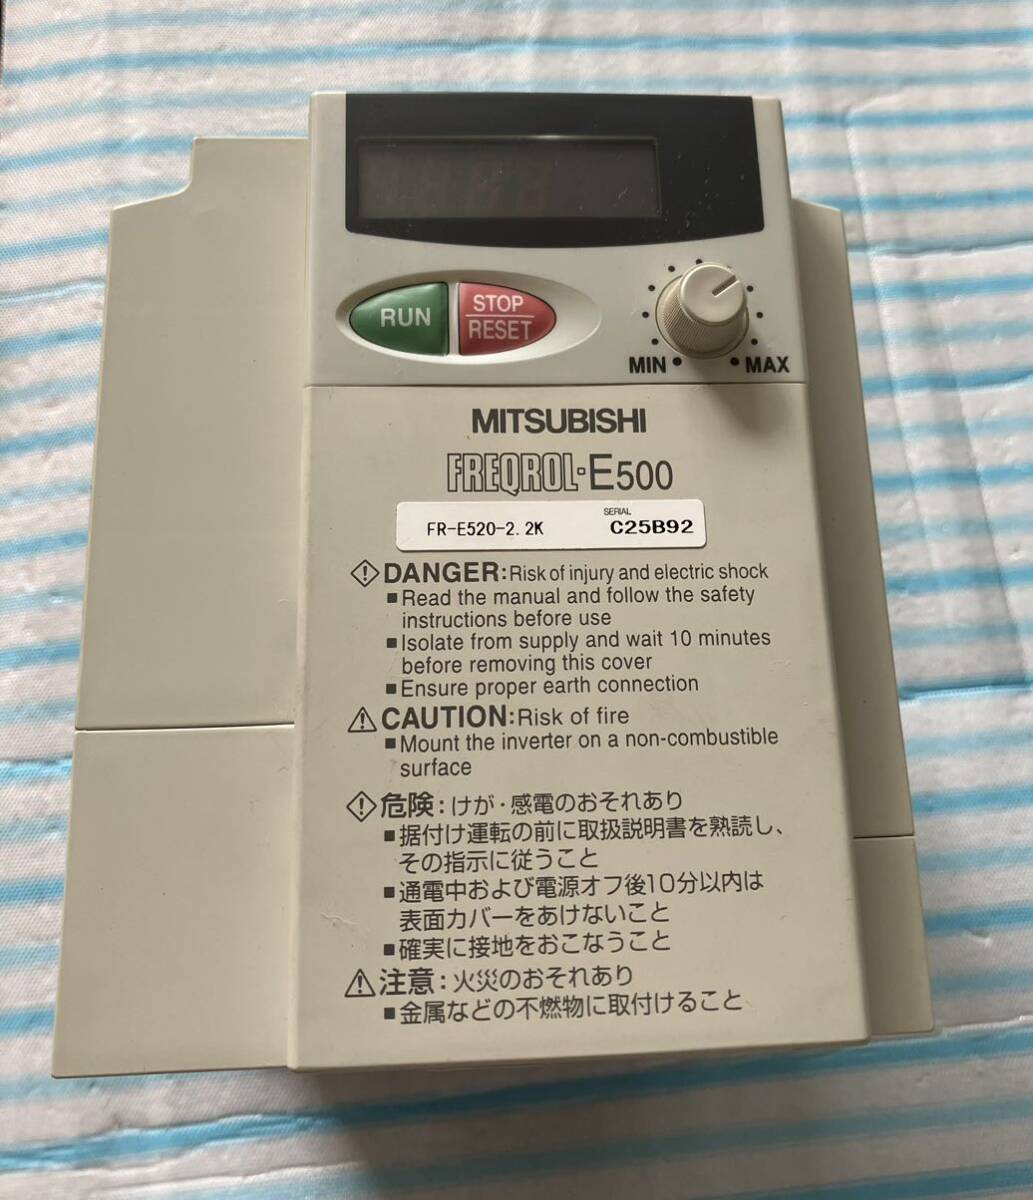 RUN
STOP
RESET
MIN
MAX
MITSUBISHI
FREQROL-E500
SERIAL
FR-E520-2.2K C25B92
DANGER:Risk of injury and electric shock
■Read the manual and follow the safety
instructions before use
■Isolate from supply and wait 10 minutes
before removing this cover
■Ensure proper earth connection
CAUTION:Risk of fire
■Mount the inverter on a non-combustible
surface
危険:けが・感電のおそれあり
■据付け運転の前に取扱説明書を熟読し、
その指示に従うこと
■通電中および電源オフ後10分以内は
表面カバーをあけないこと
■確実に接地をおこなうこと
注意:火災のおそれあり
■金属などの不燃物に取付けること